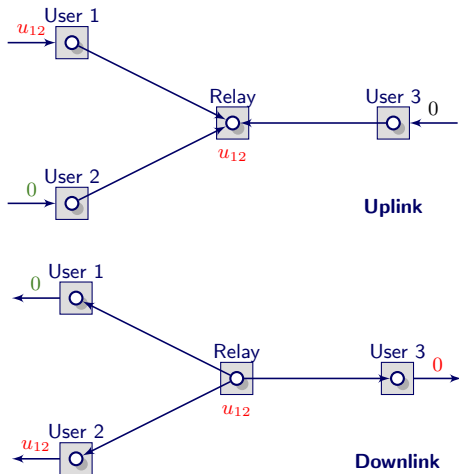 User 1
u₁₂
Relay
User 3
0
u₁₂
User 2
0
Uplink
User 1
0
Relay
User 3
0
u₁₂
User 2
u₁₂
Downlink